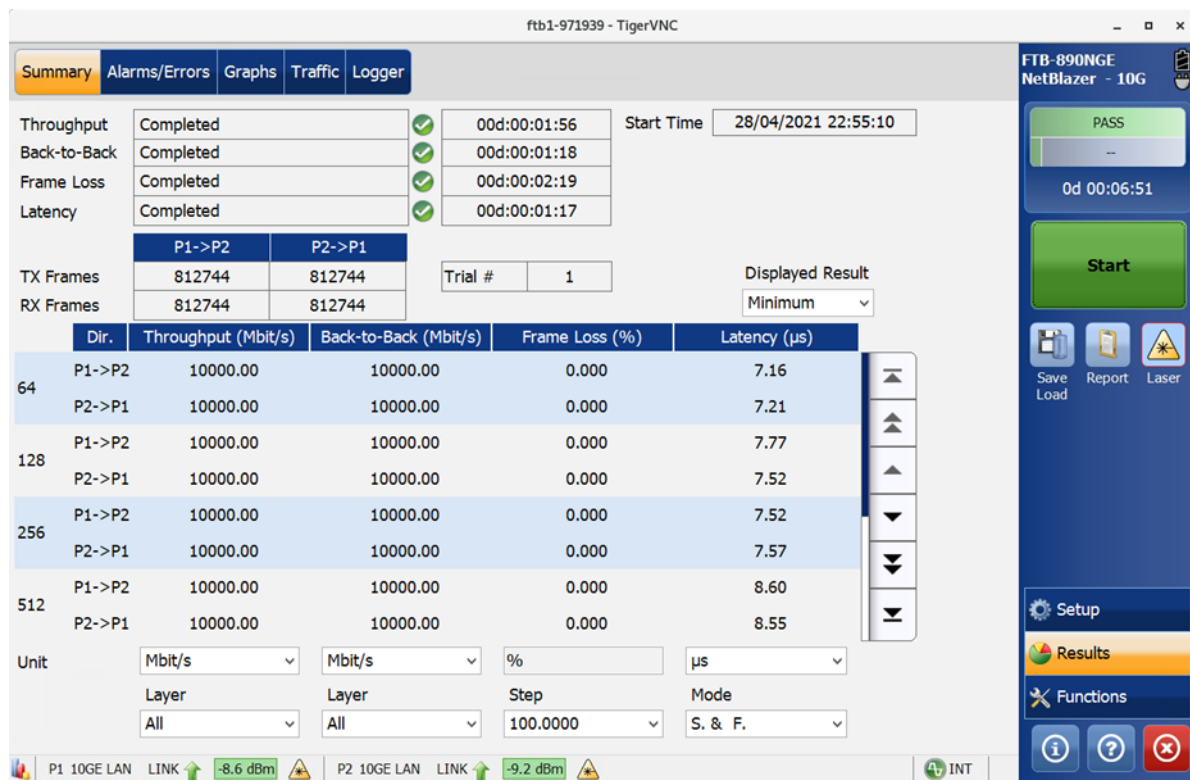 ftb1-971939 - TigerVNC
Summary Alarms/Errors Graphs Traffic Logger
Throughput Completed 00d:00:01:56 Start Time 28/04/2021 22:55:10
Back-to-Back Completed 00d:00:01:18
Frame Loss Completed 00d:00:02:19
Latency Completed 00d:00:01:17
P1->P2 P2->P1
TX Frames 812744 812744 Trial # 1 Displayed Result
RX Frames 812744 812744 Minimum
Dir. Throughput (Mbit/s) Back-to-Back (Mbit/s) Frame Loss (%) Latency (µs)
64 P1->P2 10000.00 10000.00 0.000 7.16
P2->P1 10000.00 10000.00 0.000 7.21
128 P1->P2 10000.00 10000.00 0.000 7.77
P2->P1 10000.00 10000.00 0.000 7.52
256 P1->P2 10000.00 10000.00 0.000 7.52
P2->P1 10000.00 10000.00 0.000 7.57
512 P1->P2 10000.00 10000.00 0.000 8.60
P2->P1 10000.00 10000.00 0.000 8.55
Unit Mbit/s Mbit/s % µs
Layer Layer Step Mode
All All 100.0000 S. & F.
FTB-890NGE
NetBlazer - 10G
PASS
--
0d 00:06:51
Start
Save Load Report Laser
Setup
Results
Functions
P1 10GE LAN LINK -8.6 dBm P2 10GE LAN LINK -9.2 dBm INT